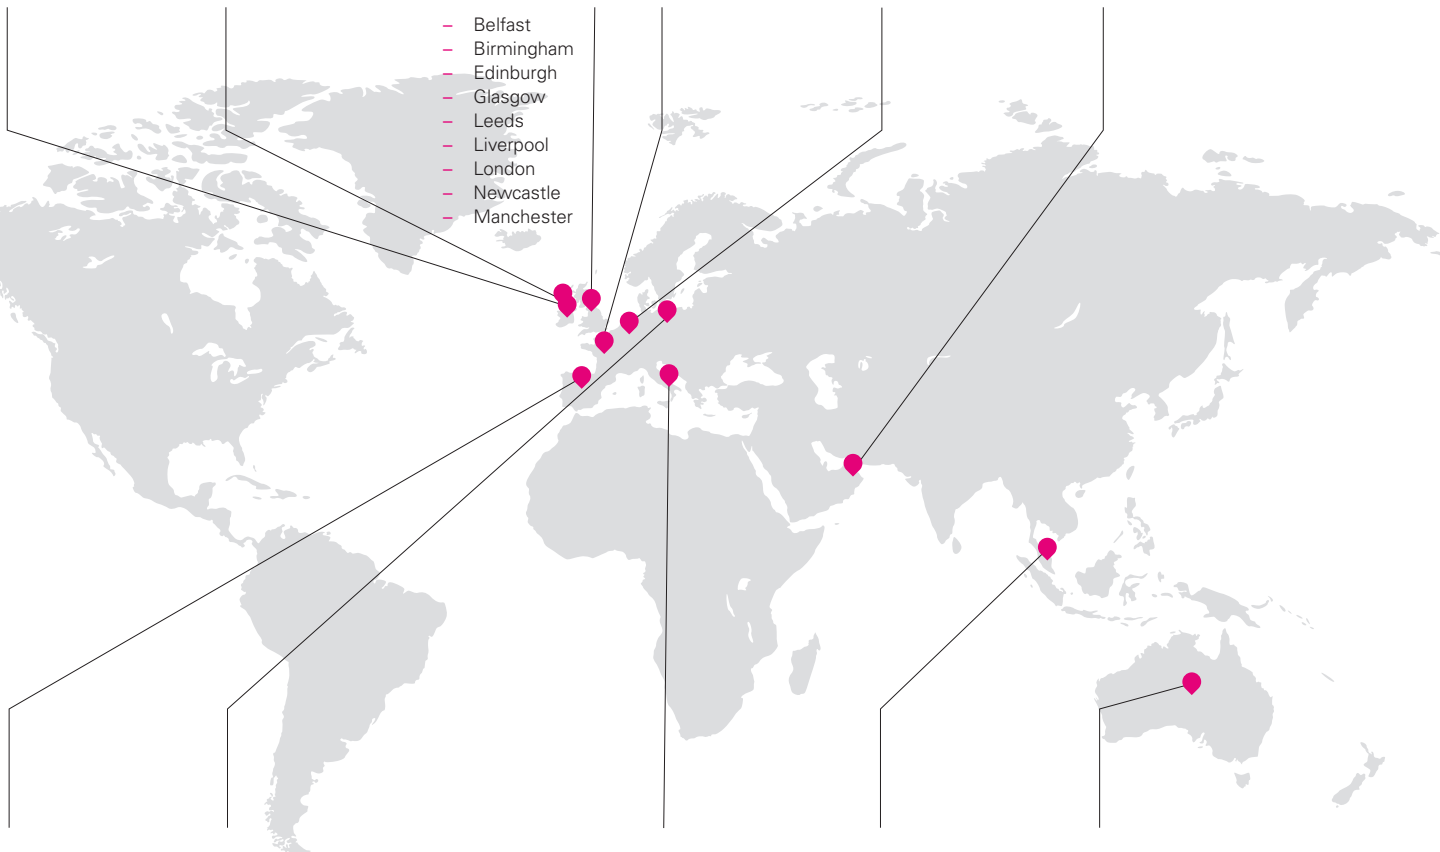 – Belfast
– Birmingham
– Edinburgh
– Glasgow
– Leeds
– Liverpool
– London
– Newcastle
– Manchester